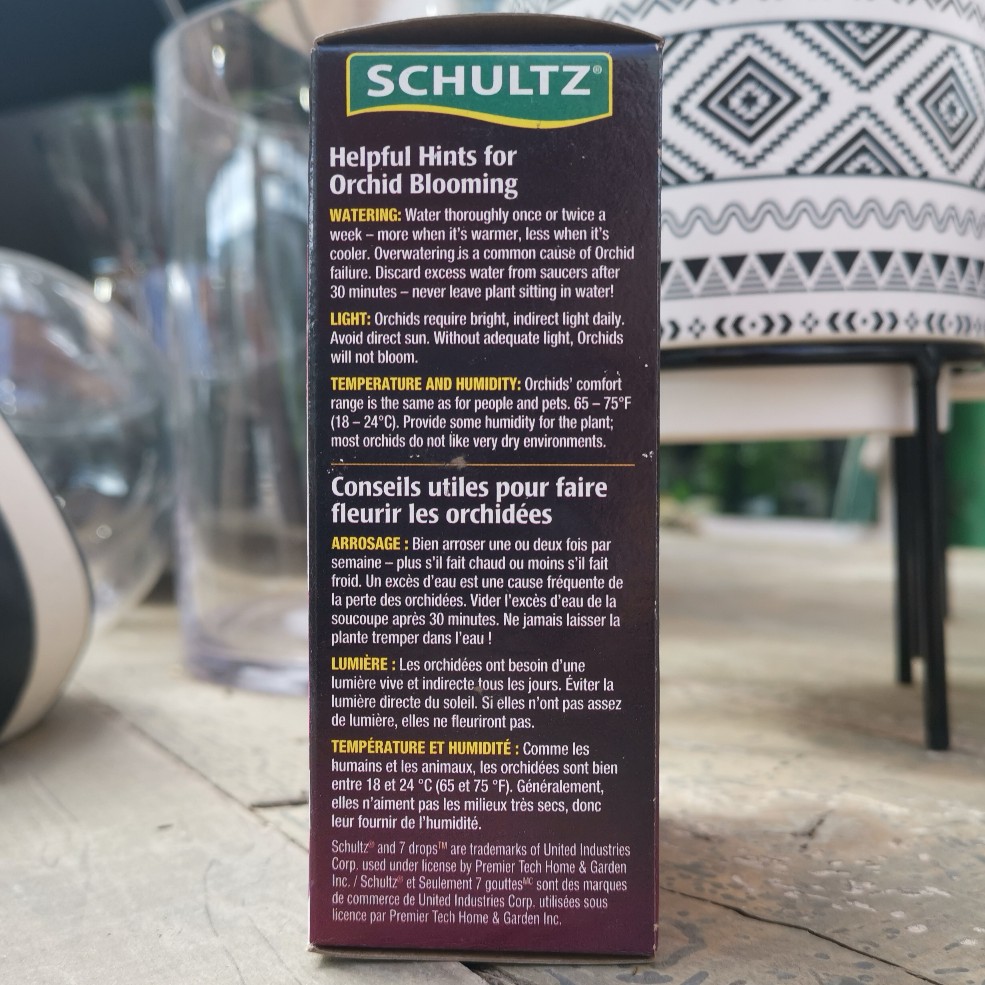 SCHULTZ®
Helpful Hints for
Orchid Blooming
WATERING: Water thoroughly once or twice a
week – more when it's warmer, less when it's
cooler. Overwatering is a common cause of Orchid
failure. Discard excess water from saucers after
30 minutes – never leave plant sitting in water!
LIGHT: Orchids require bright, indirect light daily.
Avoid direct sun. Without adequate light, Orchids
will not bloom.
TEMPERATURE AND HUMIDITY: Orchids' comfort
range is the same as for people and pets. 65 – 75°F
(18 – 24°C). Provide some humidity for the plant;
most orchids do not like very dry environments.
Conseils utiles pour faire
fleurir les orchidées
ARROSAGE : Bien arroser une ou deux fois par
semaine – plus s'il fait chaud ou moins s'il fait
froid. Un excès d'eau est une cause fréquente de
la perte des orchidées. Vider l'excès d'eau de la
soucoupe après 30 minutes. Ne jamais laisser la
plante tremper dans l'eau !
LUMIÈRE : Les orchidées ont besoin d'une
lumière vive et indirecte tous les jours. Éviter la
lumière directe du soleil. Si elles n'ont pas assez
de lumière, elles ne fleuriront pas.
TEMPÉRATURE ET HUMIDITÉ : Comme les
humains et les animaux, les orchidées sont bien
entre 18 et 24 °C (65 et 75 °F). Généralement,
elles n'aiment pas les milieux très secs, donc
leur fournir de l'humidité.
Schultz® and 7 drops™ are trademarks of United Industries
Corp. used under license by Premier Tech Home & Garden
Inc. / Schultz® et Seulement 7 gouttes🅪 sont des marques
de commerce de United Industries Corp. utilisées sous
licence par Premier Tech Home & Garden Inc.